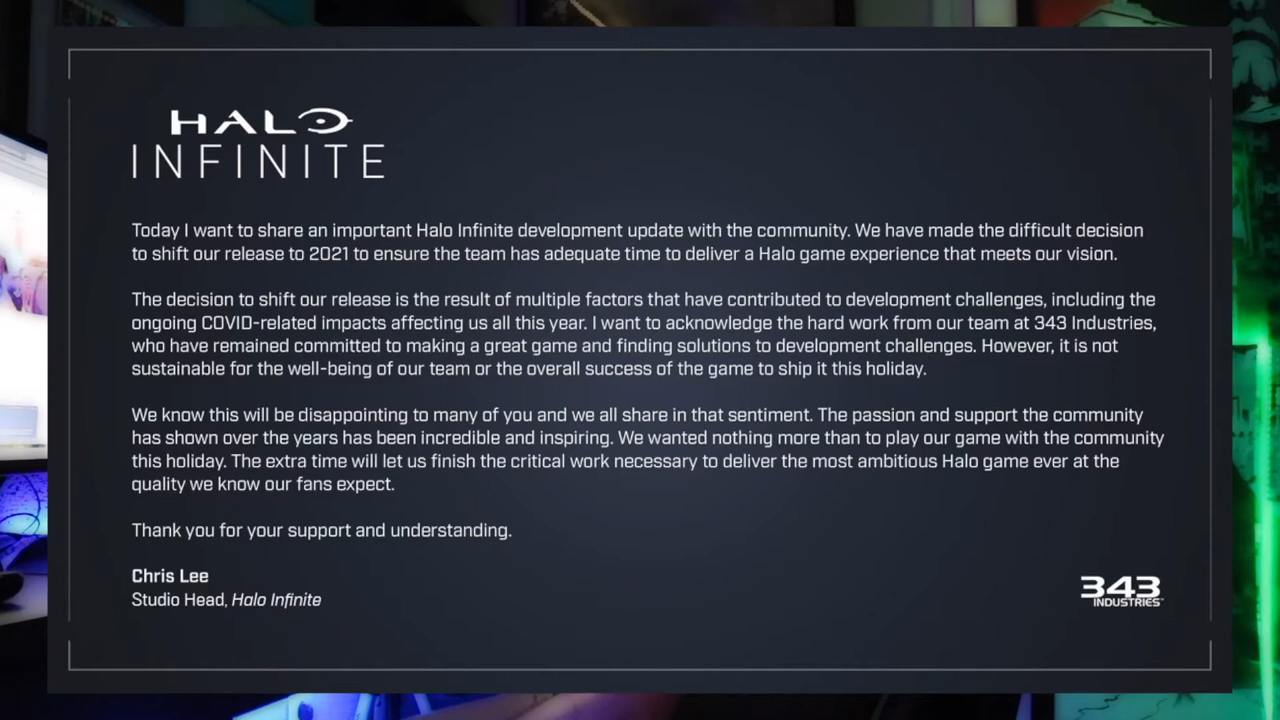 HALO
INFINITE
Today I want to share an important Halo Infinite development update with the community. We have made the difficult decision
to shift our release to 2021 to ensure the team has adequate time to deliver a Halo game experience that meets our vision.
The decision to shift our release is the result of multiple factors that have contributed to development challenges, including the
ongoing COVID-related impacts affecting us all this year. I want to acknowledge the hard work from our team at 343 Industries,
who have remained committed to making a great game and finding solutions to development challenges. However, it is not
sustainable for the well-being of our team or the overall success of the game to ship it this holiday.
We know this will be disappointing to many of you and we all share in that sentiment. The passion and support the community
has shown over the years has been incredible and inspiring. We wanted nothing more than to play our game with the community
this holiday. The extra time will let us finish the critical work necessary to deliver the most ambitious Halo game ever at the
quality we know our fans expect.
Thank you for your support and understanding.
Chris Lee
Studio Head, Halo Infinite
343
INDUSTRIES™